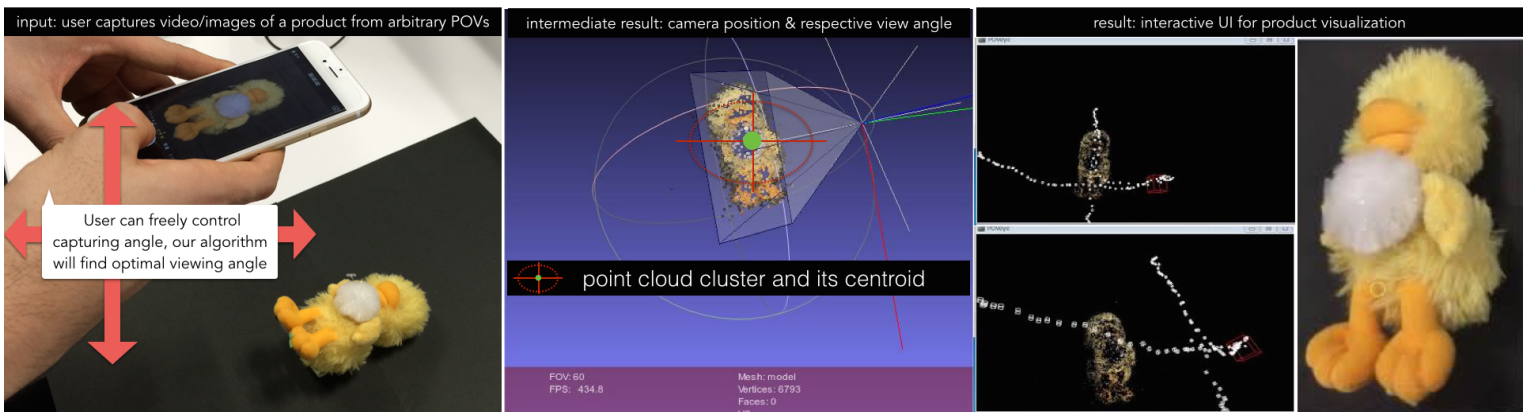 input: user captures video/images of a product from arbitrary POVs
User can freely control
capturing angle, our algorithm
will find optimal viewing angle
intermediate result: camera position & respective view angle
point cloud cluster and its centroid
FOV: 60
FPS: 434.8
Mesh: model
Vertices: 6793
Faces: 0
result: interactive UI for product visualization
POVeye
POVeye